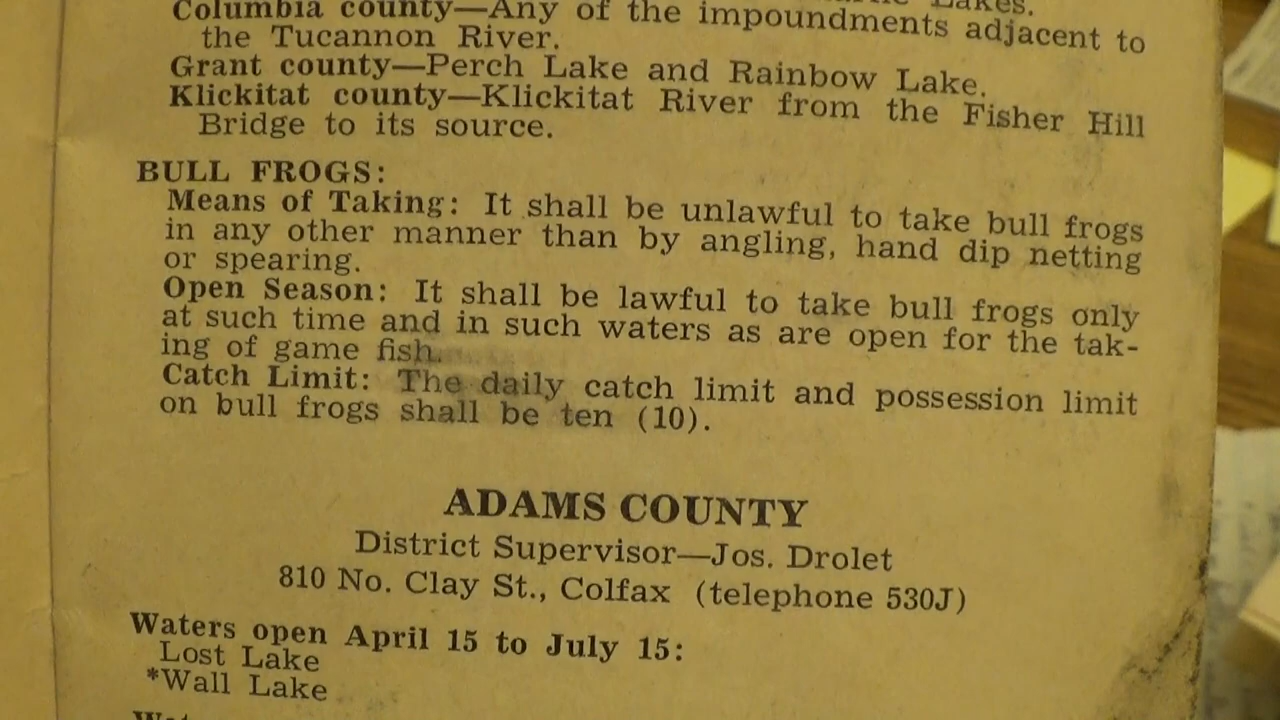 Lakes.
Columbia county—Any of the impoundments adjacent to
the Tucannon River.
Grant county—Perch Lake and Rainbow Lake.
Klickitat county—Klickitat River from the Fisher Hill
Bridge to its source.
BULL FROGS:
Means of Taking: It shall be unlawful to take bull frogs
in any other manner than by angling, hand dip netting
or spearing.
Open Season: It shall be lawful to take bull frogs only
at such time and in such waters as are open for the tak-
ing of game fish.
Catch Limit: The daily catch limit and possession limit
on bull frogs shall be ten (10).
ADAMS COUNTY
District Supervisor—Jos. Drolet
810 No. Clay St., Colfax (telephone 530J)
Waters open April 15 to July 15:
Lost Lake
*Wall Lake